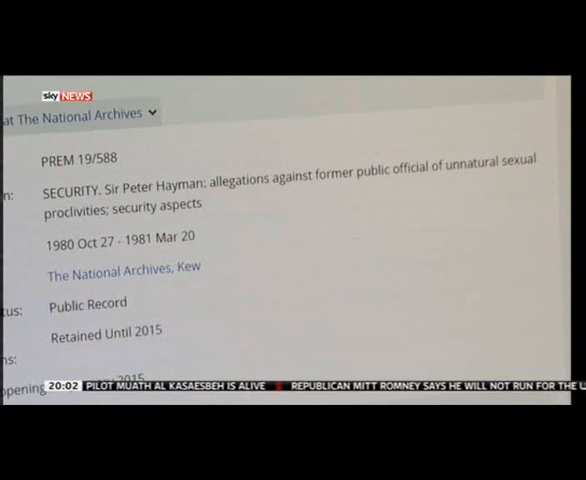 sky NEWS
at The National Archives
PREM 19/588
n:
SECURITY. Sir Peter Hayman: allegations against former public official of unnatural sexual
proclivities; security aspects
1980 Oct 27 - 1981 Mar 20
The National Archives, Kew
tus:
Public Record
Retained Until 2015
ns:
opening
2015
20:02 PILOT MUATH AL KASAESBEH IS ALIVE REPUBLICAN MITT ROMNEY SAYS HE WILL NOT RUN FOR THE U